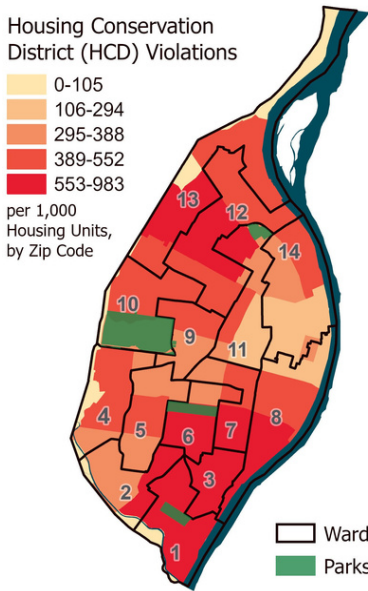 Housing Conservation
District (HCD) Violations
0-105
106-294
295-388
389-552
553-983
per 1,000
Housing Units,
by Zip Code
13
12
14
10
9
11
4
5
6
7
8
2
3
1
Ward
Parks